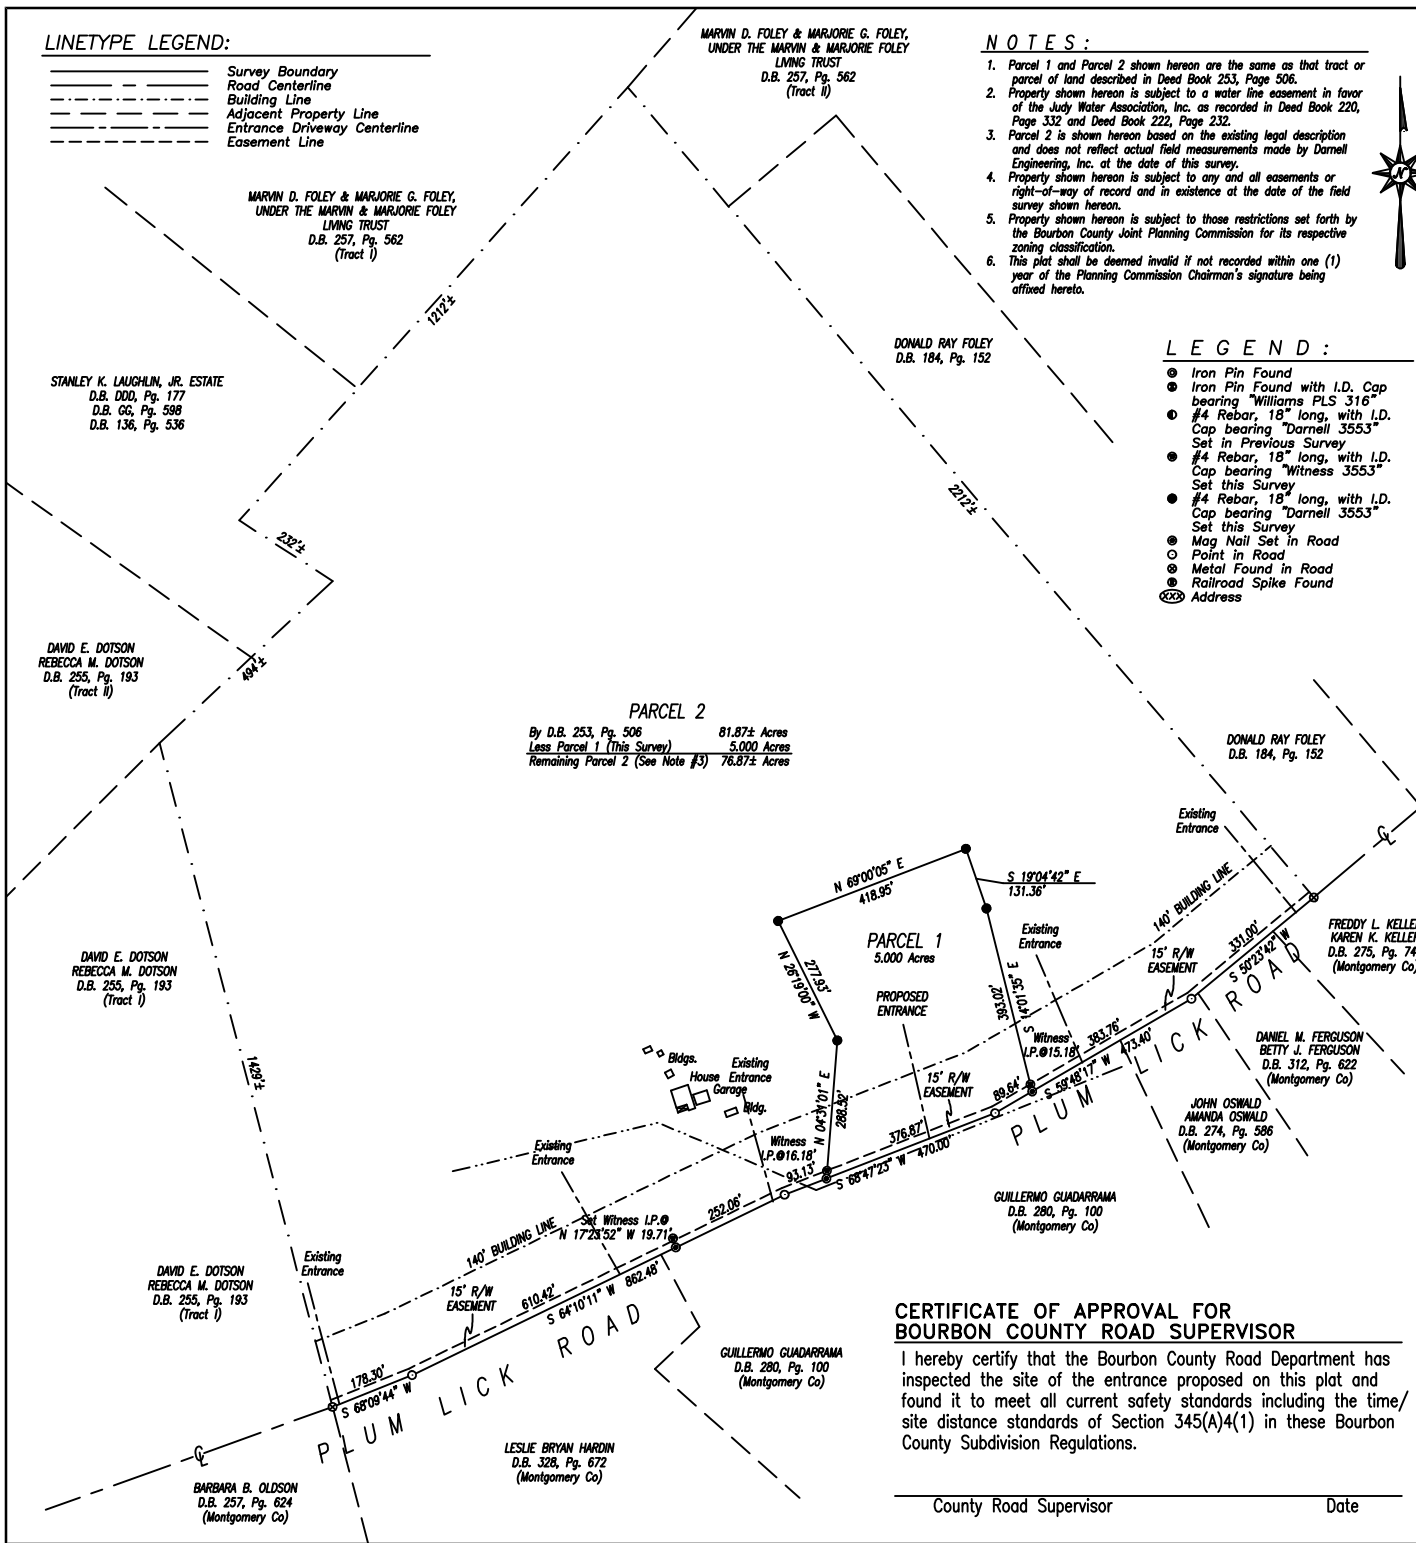 LINETYPE LEGEND:
Survey Boundary
Road Centerline
Building Line
Adjacent Property Line
Entrance Driveway Centerline
Easement Line
MARVIN D. FOLEY & MARJORIE G. FOLEY,
UNDER THE MARVIN & MARJORIE FOLEY
LIVING TRUST
D.B. 257, Pg. 562
(Tract II)
NOTES:
1. Parcel 1 and Parcel 2 shown hereon are the same as that tract or
parcel of land described in Deed Book 253, Page 506.
2. Property shown hereon is subject to a water line easement in favor
of the Judy Water Association, Inc. as recorded in Deed Book 220,
Page 332 and Deed Book 222, Page 232.
3. Parcel 2 is shown hereon based on the existing legal description
and does not reflect actual field measurements made by Darnell
Engineering, Inc. at the date of this survey.
4. Property shown hereon is subject to any and all easements or
right-of-way of record and in existence at the date of the field
survey shown hereon.
5. Property shown hereon is subject to those restrictions set forth by
the Bourbon County Joint Planning Commission for its respective
zoning classification.
6. This plat shall be deemed invalid if not recorded within one (1)
year of the Planning Commission Chairman's signature being
affixed hereto.
N
MARVIN D. FOLEY & MARJORIE G. FOLEY,
UNDER THE MARVIN & MARJORIE FOLEY
LIVING TRUST
D.B. 257, Pg. 562
(Tract I)
1212'±
DONALD RAY FOLEY
D.B. 184, Pg. 152
LEGEND:
Iron Pin Found
Iron Pin Found with I.D. Cap
bearing "Williams PLS 316"
#4 Rebar, 18" long, with I.D.
Cap bearing "Darnell 3553"
Set in Previous Survey
#4 Rebar, 18" long, with I.D.
Cap bearing "Witness 3553"
Set this Survey
#4 Rebar, 18" long, with I.D.
Cap bearing "Darnell 3553"
Set this Survey
Mag Nail Set in Road
Point in Road
Metal Found in Road
Railroad Spike Found
XXX Address
STANLEY K. LAUGHLIN, JR. ESTATE
D.B. DDD, Pg. 177
D.B. GG, Pg. 598
D.B. 136, Pg. 536
2212'±
232'±
494'±
DAVID E. DOTSON
REBECCA M. DOTSON
D.B. 255, Pg. 193
(Tract II)
PARCEL 2
By D.B. 253, Pg. 506 81.87± Acres
Less Parcel 1 (This Survey) 5.000 Acres
Remaining Parcel 2 (See Note #3) 76.87± Acres
DONALD RAY FOLEY
D.B. 184, Pg. 152
Existing
Entrance
CL
N 69°00'05" E
418.95'
S 19°04'42" E
131.36'
140' BUILDING LINE
PARCEL 1
5.000 Acres
277.93'
N 26°19'00" W
Existing
Entrance
15' R/W
EASEMENT
331.00'
S 50°23'42" W
FREDDY L. KELLE
KAREN K. KELLE
D.B. 275, Pg. 74
(Montgomery Co)
DAVID E. DOTSON
REBECCA M. DOTSON
D.B. 255, Pg. 193
(Tract I)
PROPOSED
ENTRANCE
393.02'
S 14°01'35" E
Witness
I.P.@15.18'
383.76'
S 59°48'17" W 473.40'
DANIEL M. FERGUSON
BETTY J. FERGUSON
D.B. 312, Pg. 622
(Montgomery Co)
1429'±
Bldgs.
House
Garage
Existing
Entrance
Bldg.
N 04°31'01" E
288.52'
15' R/W
EASEMENT
89.64'
PLUM LICK ROAD
JOHN OSWALD
AMANDA OSWALD
D.B. 274, Pg. 586
(Montgomery Co)
Existing
Entrance
Witness
I.P.@16.18'
376.87'
93.13'
S 68°47'23" W 470.00'
GUILLERMO GUADARRAMA
D.B. 280, Pg. 100
(Montgomery Co)
252.06'
Set Witness I.P.@
N 17°23'52" W 19.71'
140' BUILDING LINE
Existing
Entrance
DAVID E. DOTSON
REBECCA M. DOTSON
D.B. 255, Pg. 193
(Tract I)
15' R/W
EASEMENT
610.42'
S 64°10'11" W 862.48'
PLUM LICK ROAD
GUILLERMO GUADARRAMA
D.B. 280, Pg. 100
(Montgomery Co)
178.30'
S 68°09'44" W
CL
LESLIE BRYAN HARDIN
D.B. 328, Pg. 672
(Montgomery Co)
BARBARA B. OLDSON
D.B. 257, Pg. 624
(Montgomery Co)
CERTIFICATE OF APPROVAL FOR
BOURBON COUNTY ROAD SUPERVISOR
I hereby certify that the Bourbon County Road Department has
inspected the site of the entrance proposed on this plat and
found it to meet all current safety standards including the time/
site distance standards of Section 345(A)4(1) in these Bourbon
County Subdivision Regulations.
County Road Supervisor Date